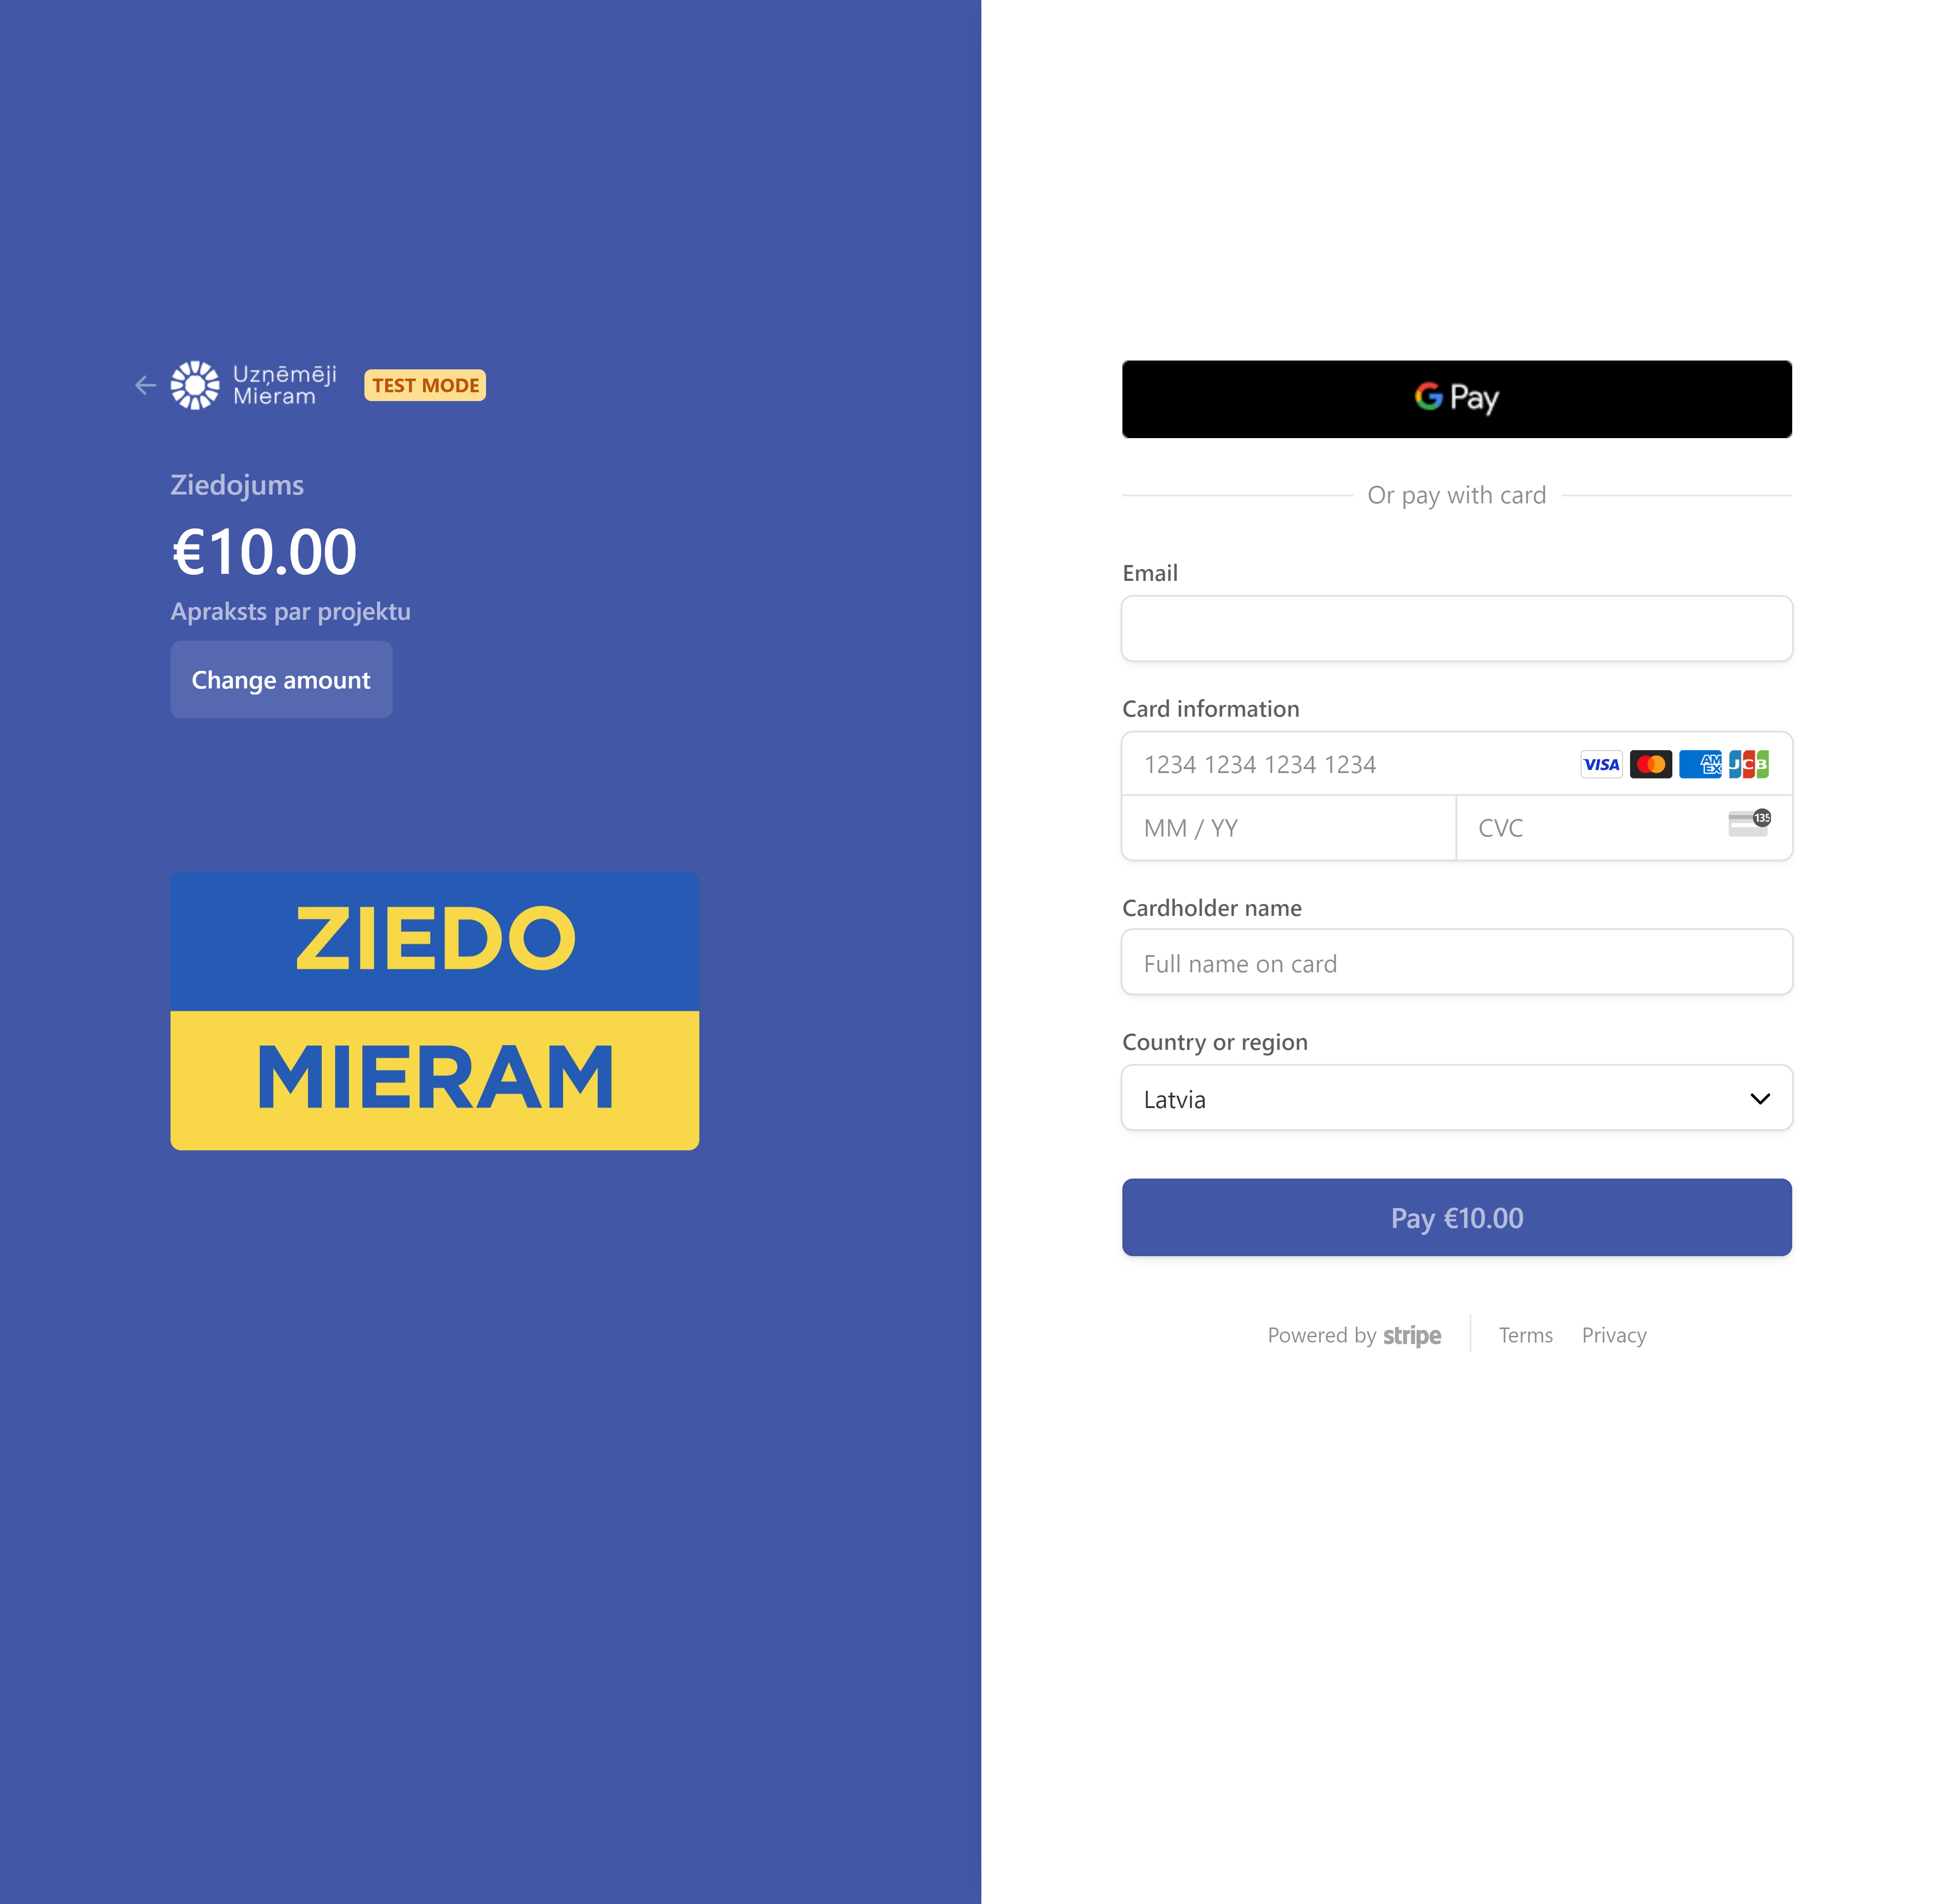 Uzņēmēji
Mieram
TEST MODE
Ziedojums
€10.00
Apraksts par projektu
Change amount
ZIEDO
MIERAM
G Pay
Or pay with card
Email
Card information
1234 1234 1234 1234 VISA AMEX JCB
MM / YY CVC 135
Cardholder name
Full name on card
Country or region
Latvia
Pay €10.00
Powered by stripe Terms Privacy